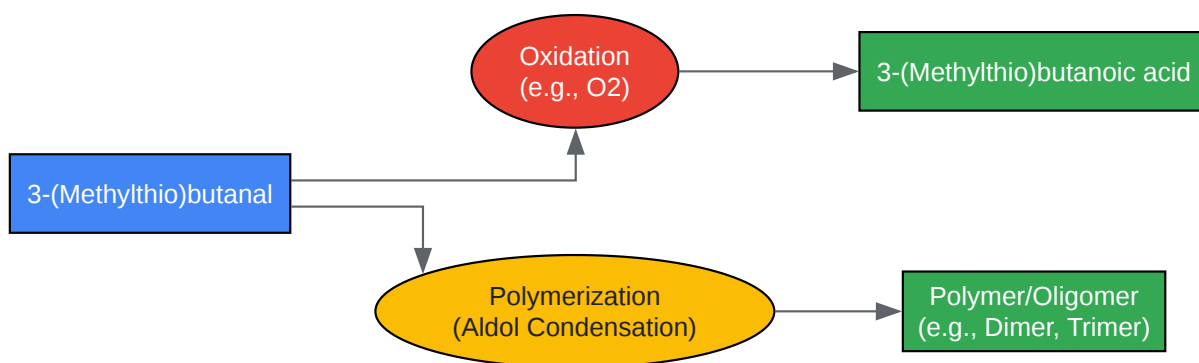 Oxidation
(e.g., O2)
3-(Methylthio)butanoic acid
3-(Methylthio)butanal
Polymerization
(Aldol Condensation)
Polymer/Oligomer
(e.g., Dimer, Trimer)